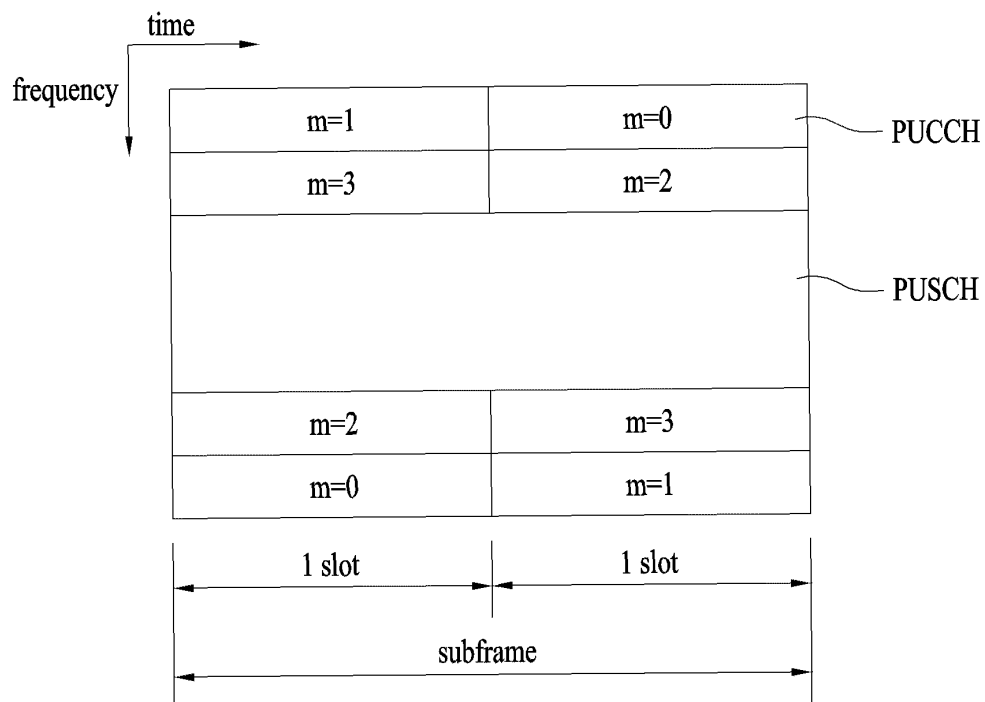 time
frequency
m=1 m=0
PUCCH
m=3 m=2
PUSCH
m=2 m=3
m=0 m=1
1 slot 1 slot
subframe